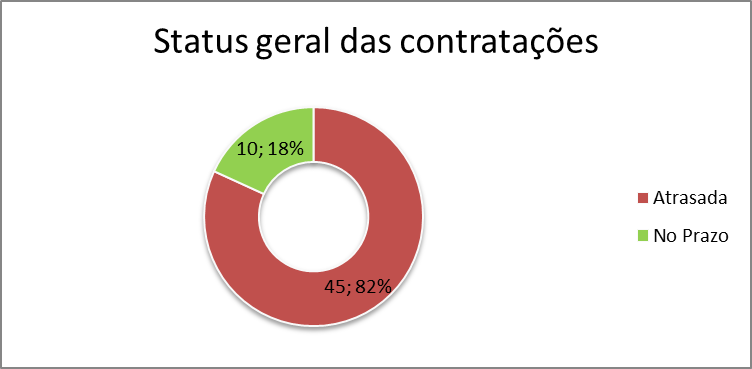 Status geral das contratações
10; 18%
45; 82%
Atrasada
No Prazo